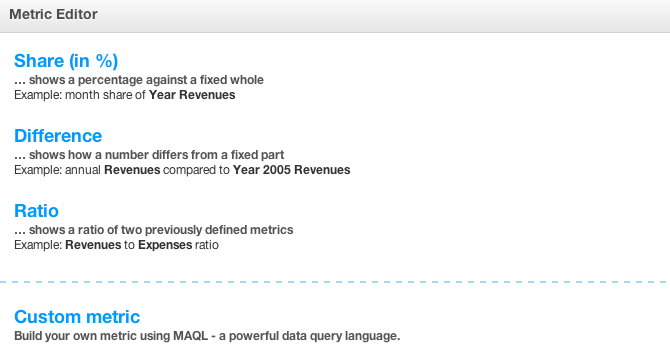 Metric Editor
Share (in %)
... shows a percentage against a fixed whole
Example: month share of Year Revenues
Difference
... shows how a number differs from a fixed part
Example: annual Revenues compared to Year 2005 Revenues
Ratio
... shows a ratio of two previously defined metrics
Example: Revenues to Expenses ratio
Custom metric
Build your own metric using MAQL - a powerful data query language.